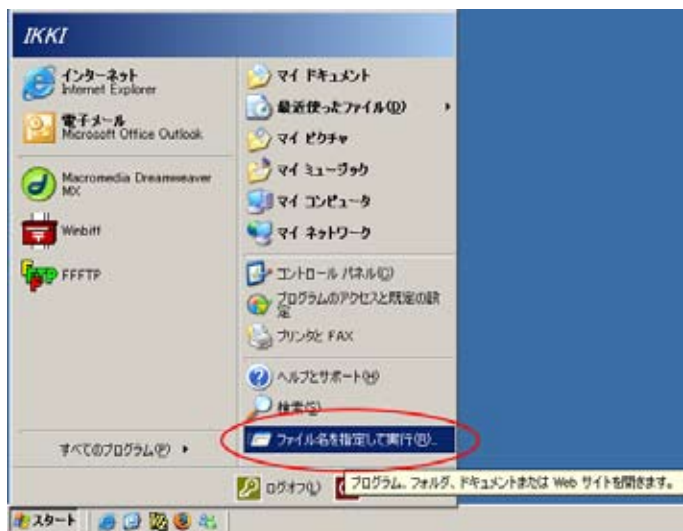 IKKI
インターネット
Internet Explorer
電子メール
Microsoft Office Outlook
Macromedia Dreamweaver
MX
Webiff
FFFTP
すべてのプログラム(P)
マイ ドキュメント
最近使ったファイル(D)
マイ ピクチャ
マイ ミュージック
マイ コンピュータ
マイ ネットワーク
コントロール パネル(C)
プログラムのアクセスと既定の設
定
プリンタと FAX
ヘルプとサポート(H)
検索(S)
ファイル名を指定して実行(R)...
ログオフ(L)
プログラム、フォルダ、ドキュメントまたは Web サイトを開きます。
スタート